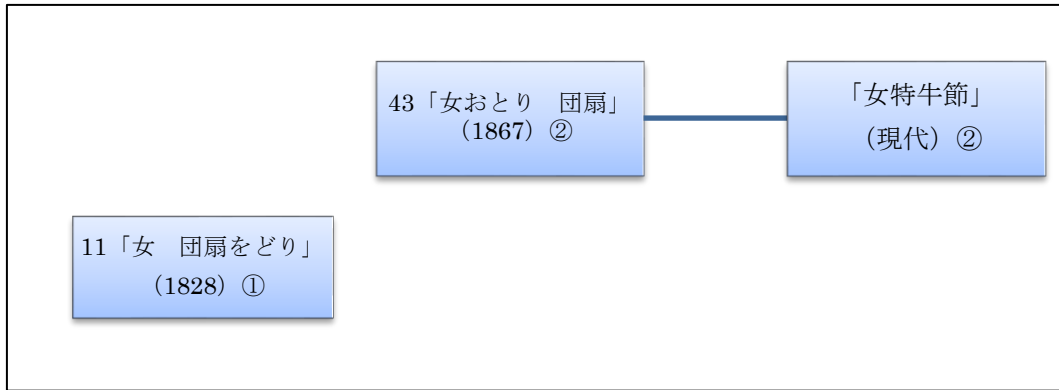 43「女おとり　団扇」
（1867）②
「女特牛節」
（現代）②
11「女　団扇をどり」
（1828）①